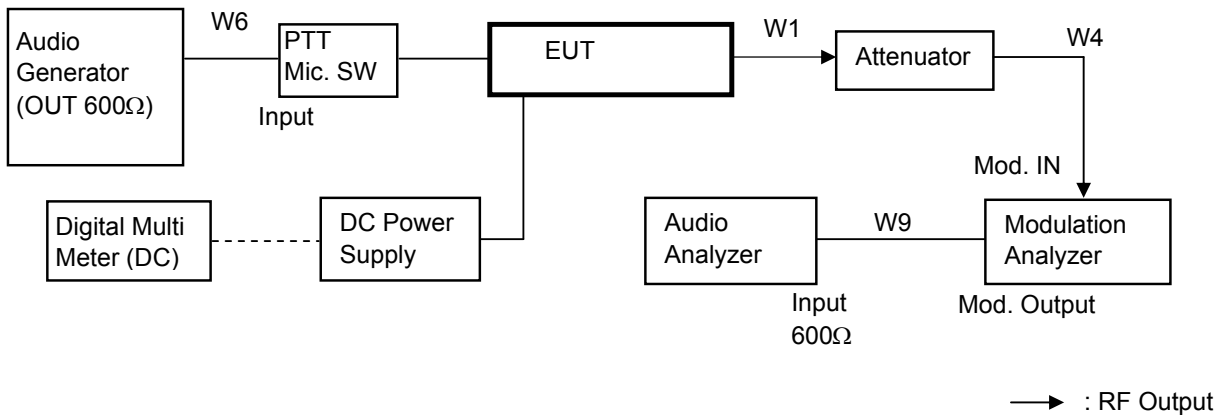 W6
Audio
Generator
(OUT 600Ω)
PTT
Mic. SW
Input
EUT
W1
Attenuator
W4
Mod. IN
Digital Multi
Meter (DC)
DC Power
Supply
Audio
Analyzer
W9
Modulation
Analyzer
Input
600Ω
Mod. Output
: RF Output